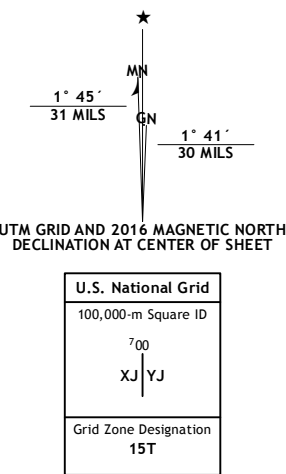 ★
MN
1° 45´
31 MILS
GN
1° 41´
30 MILS
UTM GRID AND 2016 MAGNETIC NORTH
DECLINATION AT CENTER OF SHEET
U.S. National Grid
100,000-m Square ID
⁷00
XJ YJ
Grid Zone Designation
15T